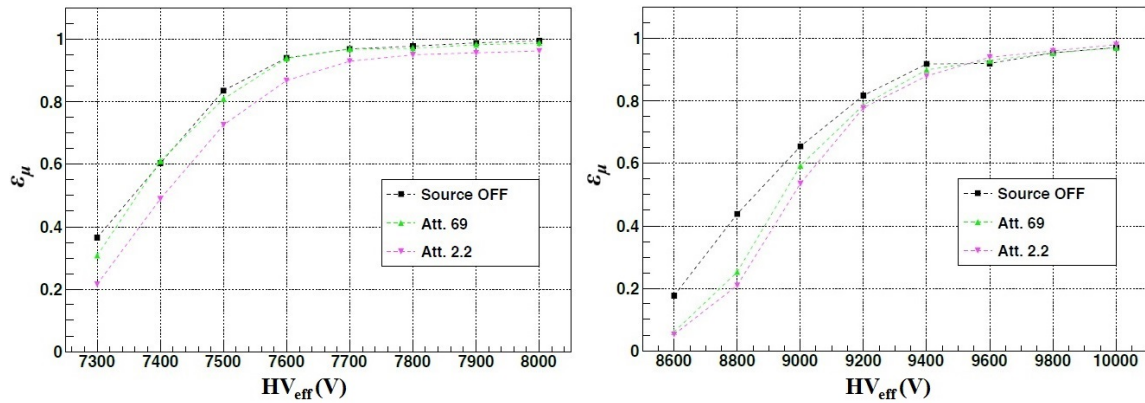 1
0.8
0.6
0.4
0.2
0
εμ
Source OFF
Att. 69
Att. 2.2
7300 7400 7500 7600 7700 7800 7900 8000
HVeff(V)
1
0.8
0.6
0.4
0.2
0
εμ
Source OFF
Att. 69
Att. 2.2
8600 8800 9000 9200 9400 9600 9800 10000
HVeff(V)